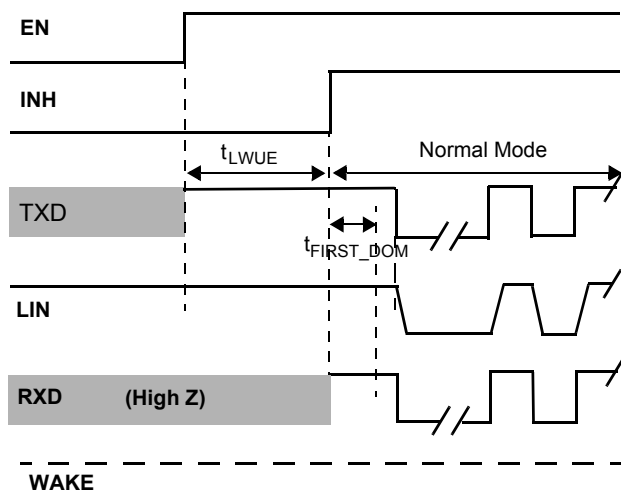 EN
INH
tLWUE
Normal Mode
TXD
tFIRST_DOM
LIN
RXD (High Z)
WAKE